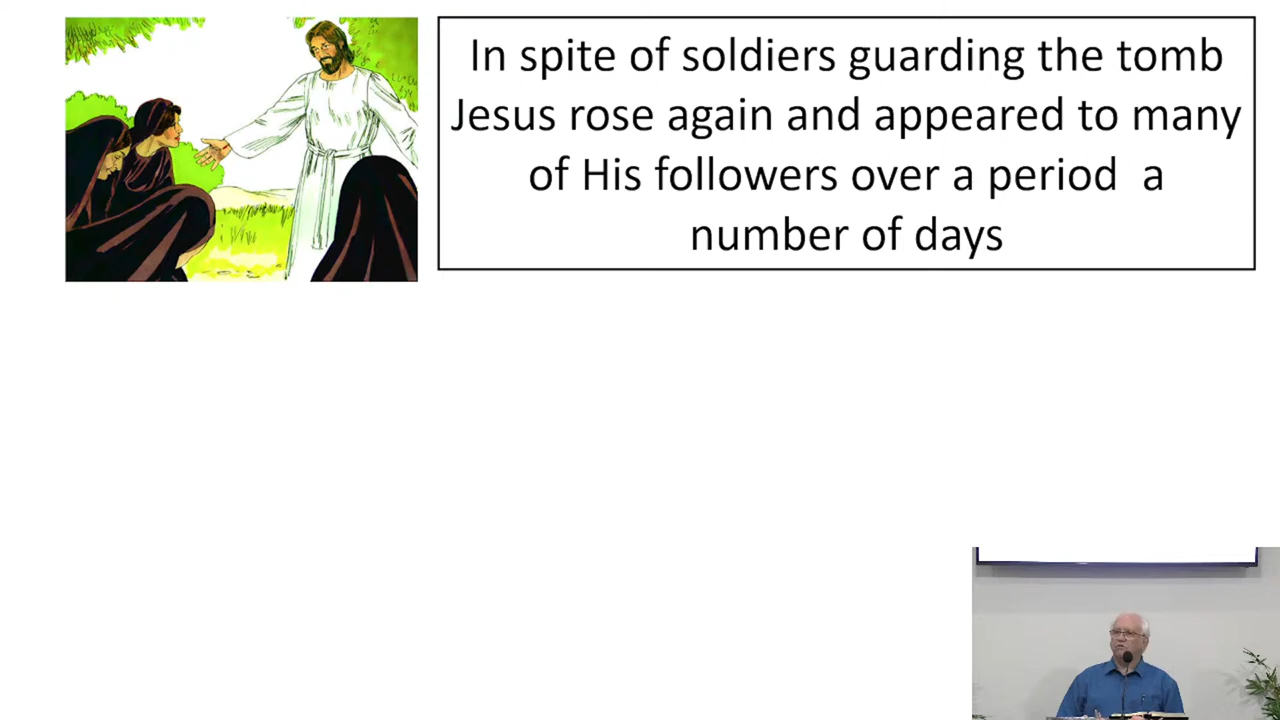 In spite of soldiers guarding the tomb
Jesus rose again and appeared to many
of His followers over a period  a
number of days